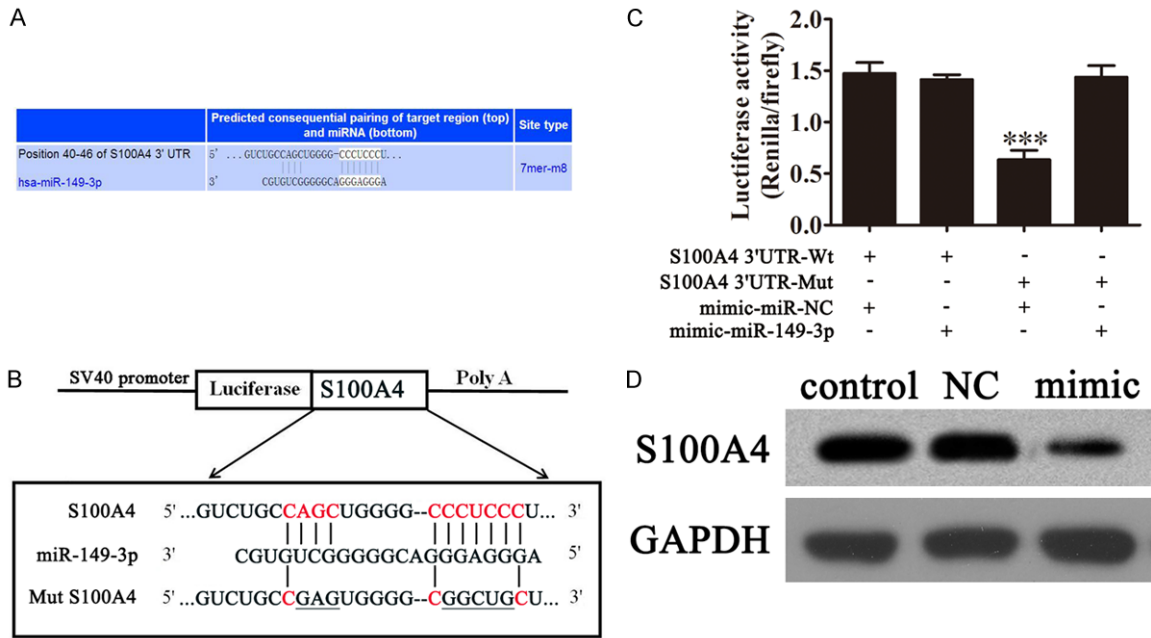 A
Predicted consequential pairing of target region (top)
and miRNA (bottom)
Site type
Position 40-46 of S100A4 3' UTR
5' ...GUCUGCCAGCUGGGG-CCCUCCCU...
hsa-miR-149-3p
3' CGUGUCGGGGGCAGGGAGGGA
7mer-m8
B
SV40 promoter
Luciferase
S100A4
Poly A
S100A4 5' ...GUCUGCCAGCUGGGG--CCCUCCCU... 3'
miR-149-3p 3' CGUGUCGGGGGCAGGGAGGGA 5'
Mut S100A4 5' ...GUCUGCCGAGUGGGG--CGGCUGCU... 3'
C
Luctiferase activity
(Renilla/firefly)
2.0
1.5
1.0
0.5
0.0
***
S100A4 3'UTR-Wt + + - -
S100A4 3'UTR-Mut - - + +
mimic-miR-NC + - + -
mimic-miR-149-3p - + - +
D
control NC mimic
S100A4
GAPDH